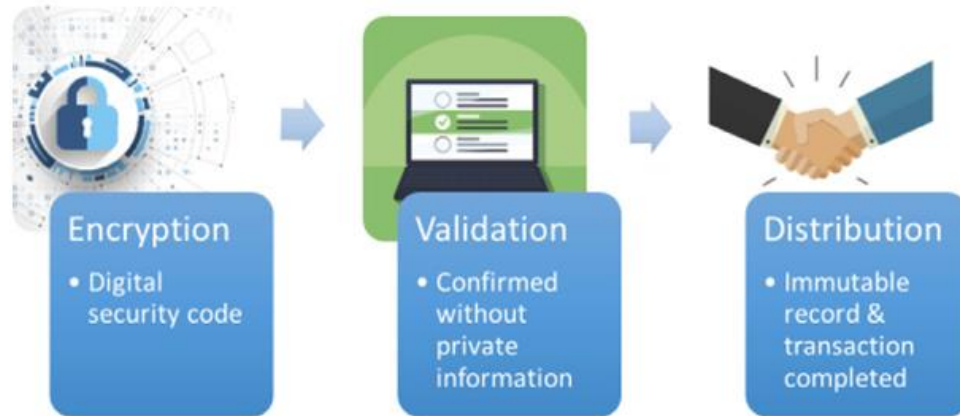 Encryption
• Digital
security code
Validation
• Confirmed
without
private
information
Distribution
• Immutable
record &
transaction
completed